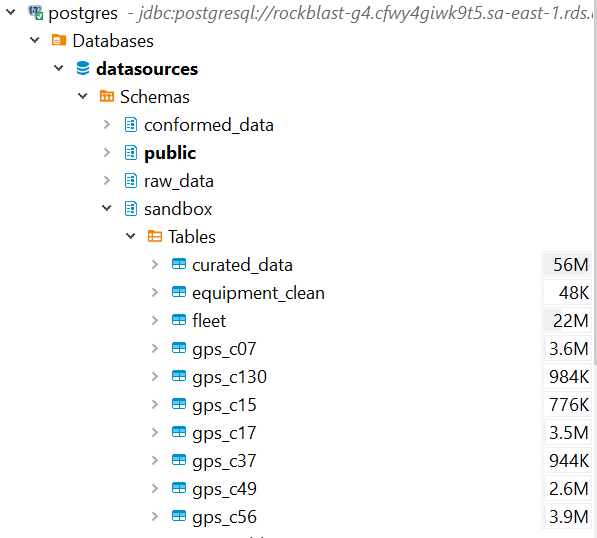 postgres - jdbc:postgresql://rockblast-g4.cfwy4giwk9t5.sa-east-1.rds.
Databases
datasources
Schemas
conformed_data
public
raw_data
sandbox
Tables
curated_data 56M
equipment_clean 48K
fleet 22M
gps_c07 3.6M
gps_c130 984K
gps_c15 776K
gps_c17 3.5M
gps_c37 944K
gps_c49 2.6M
gps_c56 3.9M